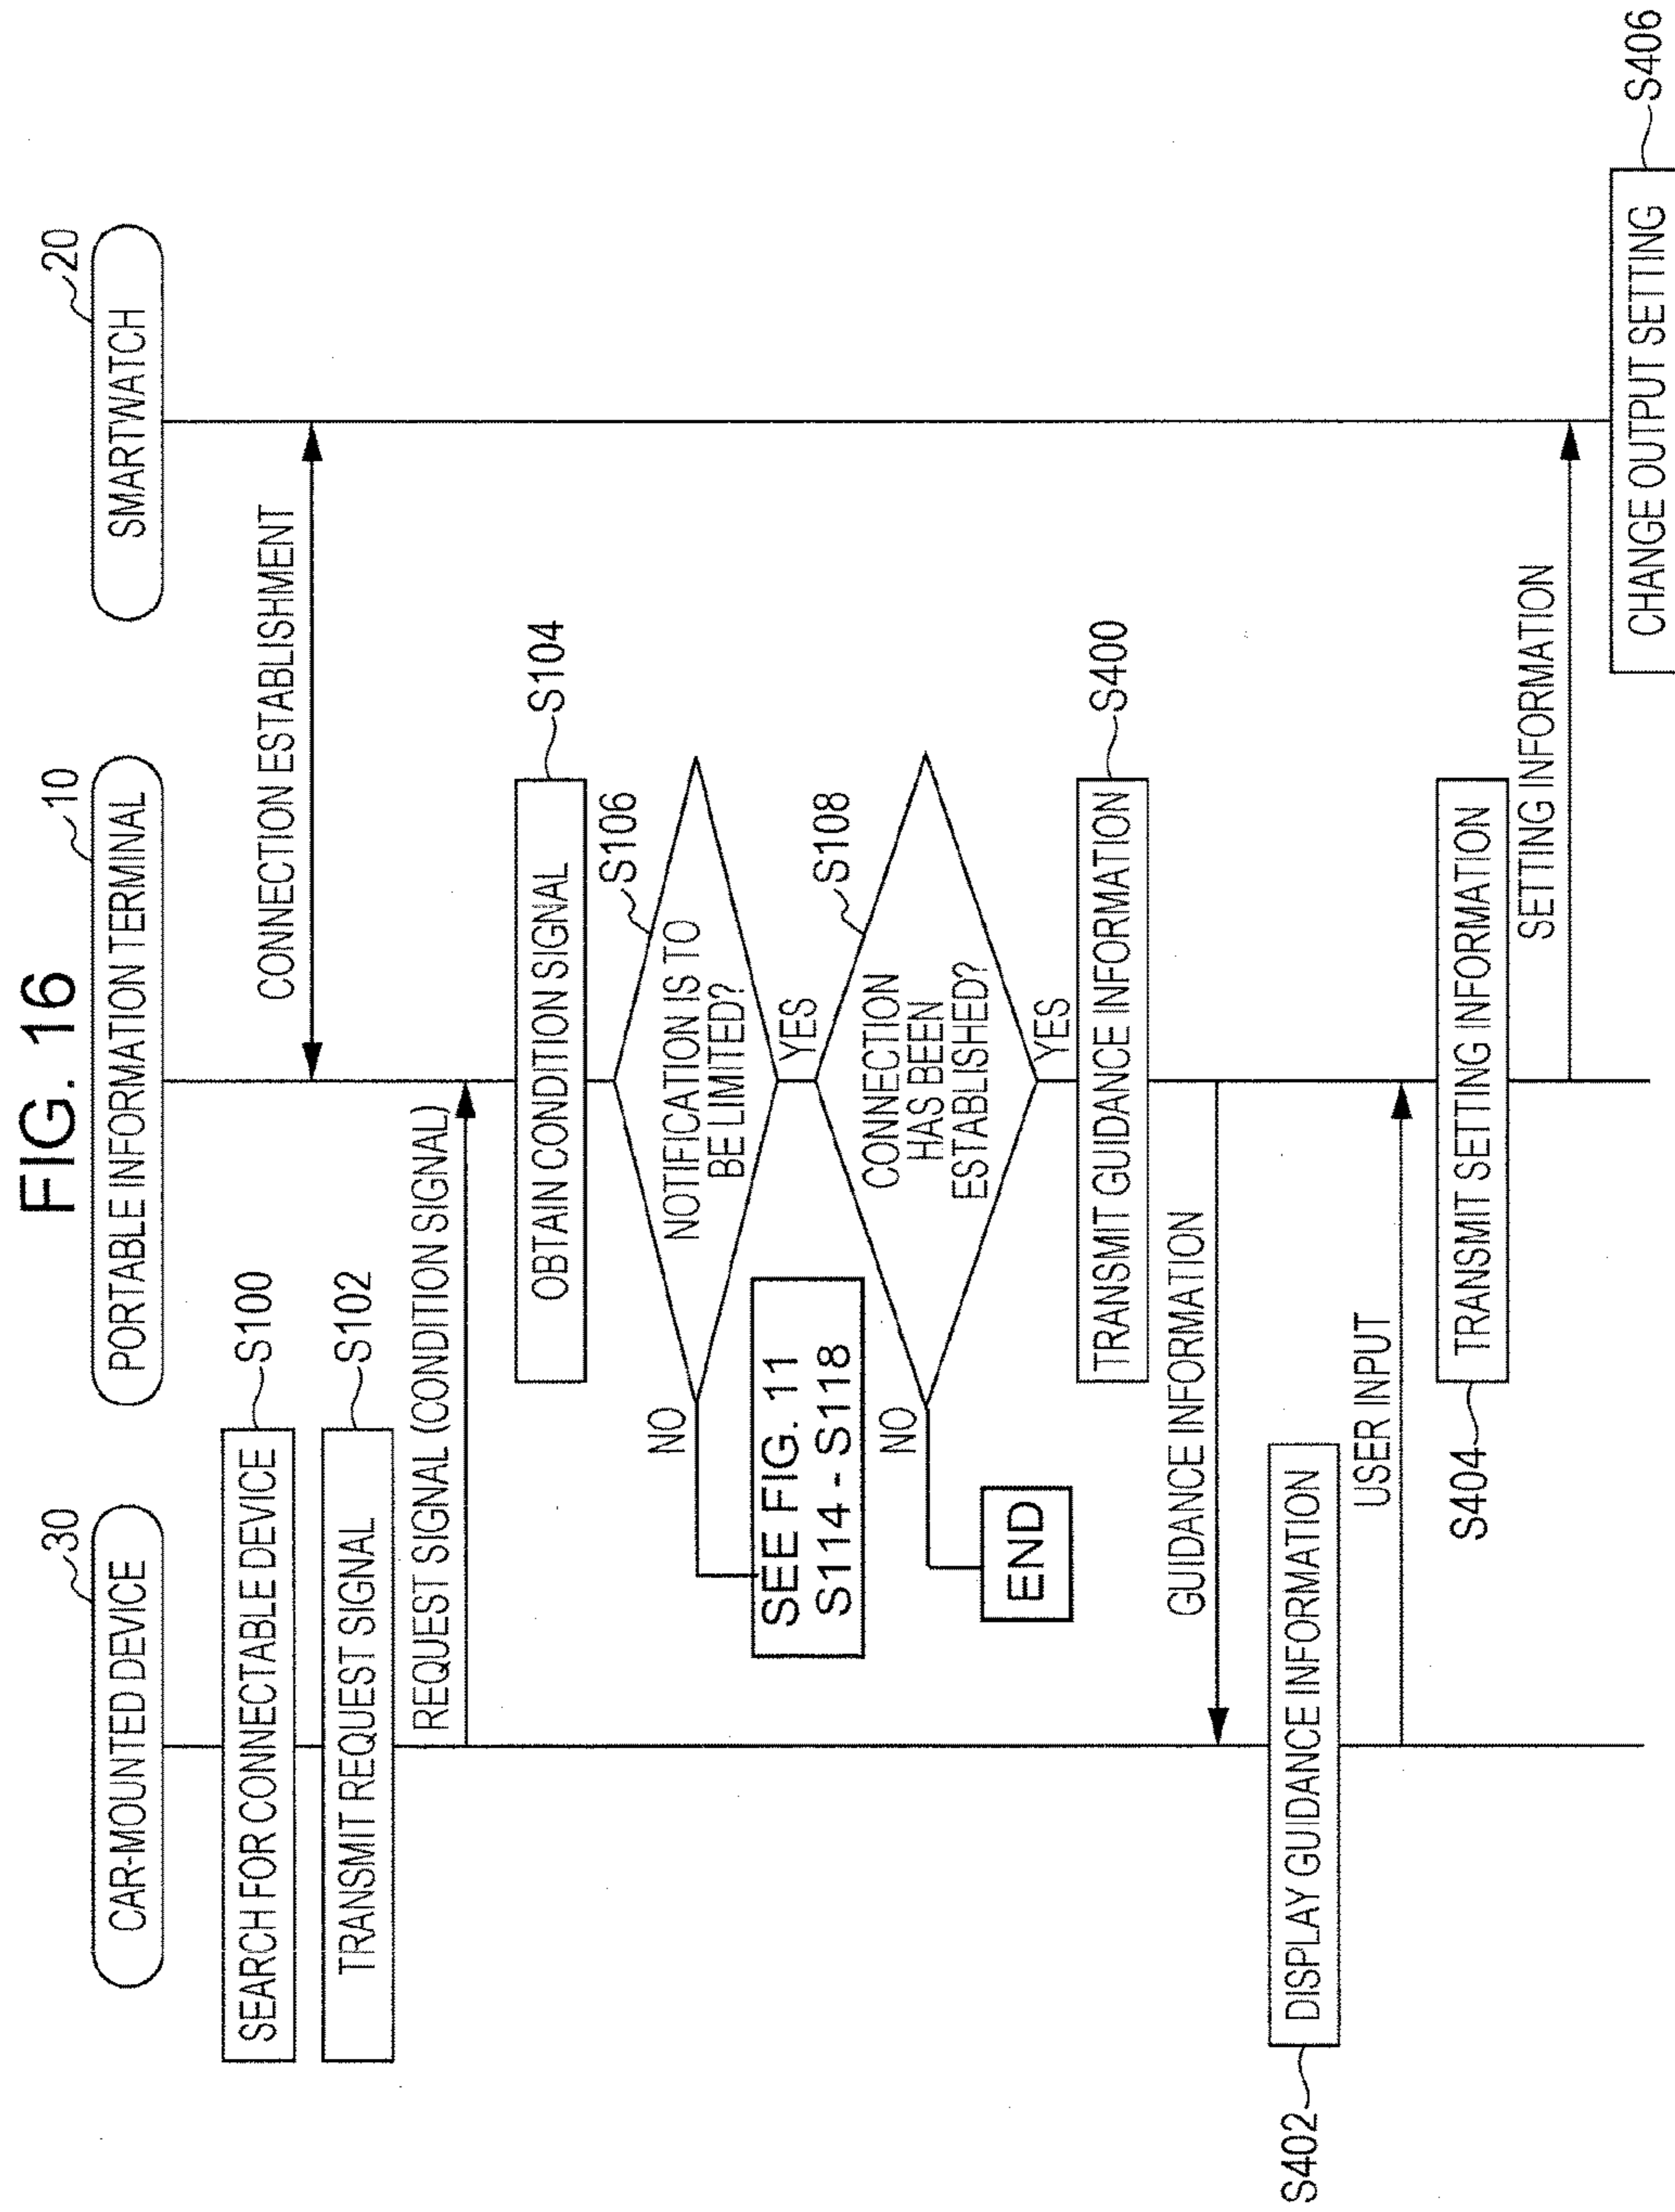 FIG. 16
30
CAR-MOUNTED DEVICE
10
PORTABLE INFORMATION TERMINAL
20
SMARTWATCH
SEARCH FOR CONNECTABLE DEVICE
S100
CONNECTION ESTABLISHMENT
TRANSMIT REQUEST SIGNAL
S102
REQUEST SIGNAL (CONDITION SIGNAL)
OBTAIN CONDITION SIGNAL
S104
S106
NOTIFICATION IS TO
BE LIMITED?
NO
YES
SEE FIG. 11
S114 - S118
S108
CONNECTION
HAS BEEN
ESTABLISHED?
NO
YES
END
TRANSMIT GUIDANCE INFORMATION
S400
GUIDANCE INFORMATION
S402
DISPLAY GUIDANCE INFORMATION
USER INPUT
S404
TRANSMIT SETTING INFORMATION
SETTING INFORMATION
CHANGE OUTPUT SETTING
S406